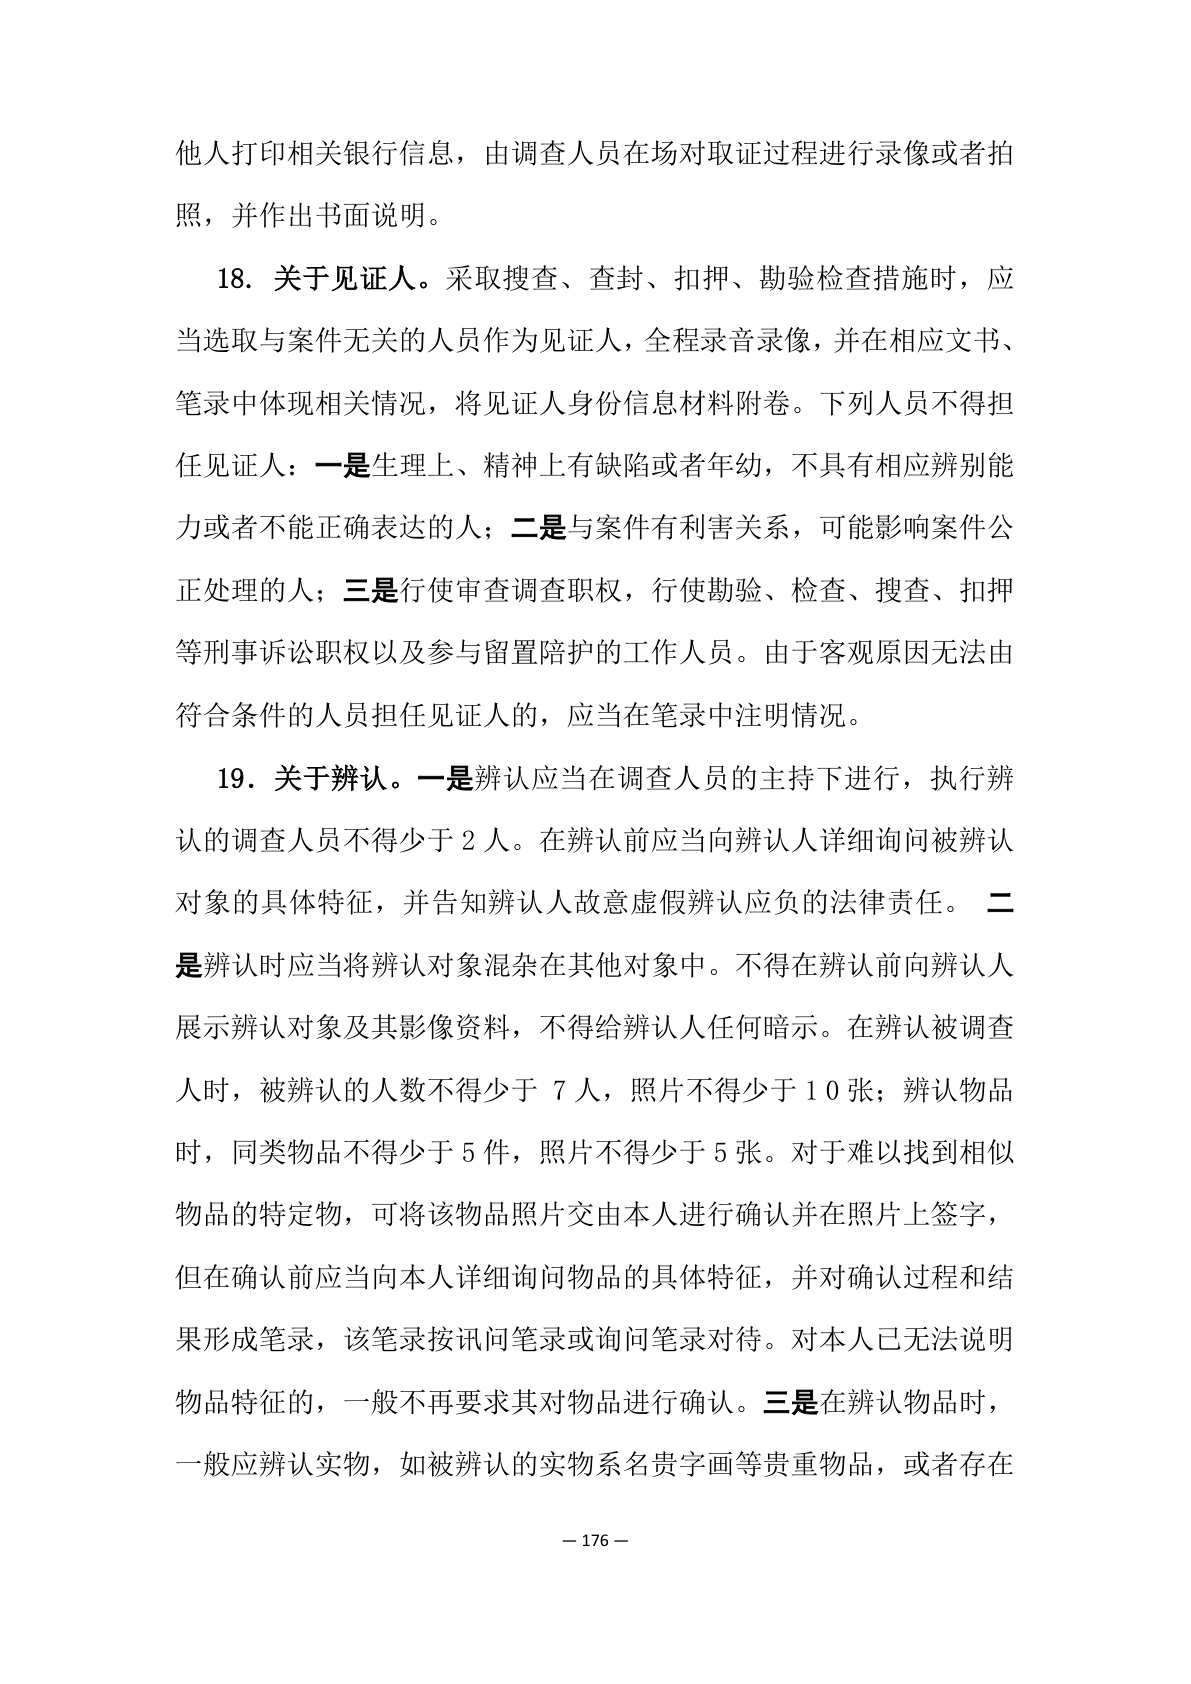 他人打印相关银行信息，由调查人员在场对取证过程进行录像或者拍
照，并作出书面说明。
18．关于见证人。采取搜查、查封、扣押、勘验检查措施时，应
当选取与案件无关的人员作为见证人，全程录音录像，并在相应文书、
笔录中体现相关情况，将见证人身份信息材料附卷。下列人员不得担
任见证人：一是生理上、精神上有缺陷或者年幼，不具有相应辨别能
力或者不能正确表达的人；二是与案件有利害关系，可能影响案件公
正处理的人；三是行使审查调查职权，行使勘验、检查、搜查、扣押
等刑事诉讼职权以及参与留置陪护的工作人员。由于客观原因无法由
符合条件的人员担任见证人的，应当在笔录中注明情况。
19．关于辨认。一是辨认应当在调查人员的主持下进行，执行辨
认的调查人员不得少于 2 人。在辨认前应当向辨认人详细询问被辨认
对象的具体特征，并告知辨认人故意虚假辨认应负的法律责任。 二
是辨认时应当将辨认对象混杂在其他对象中。不得在辨认前向辨认人
展示辨认对象及其影像资料，不得给辨认人任何暗示。在辨认被调查
人时，被辨认的人数不得少于 7 人，照片不得少于 10 张；辨认物品
时，同类物品不得少于 5 件，照片不得少于 5 张。对于难以找到相似
物品的特定物，可将该物品照片交由本人进行确认并在照片上签字，
但在确认前应当向本人详细询问物品的具体特征，并对确认过程和结
果形成笔录，该笔录按讯问笔录或询问笔录对待。对本人已无法说明
物品特征的，一般不再要求其对物品进行确认。三是在辨认物品时，
一般应辨认实物，如被辨认的实物系名贵字画等贵重物品，或者存在
— 176 —